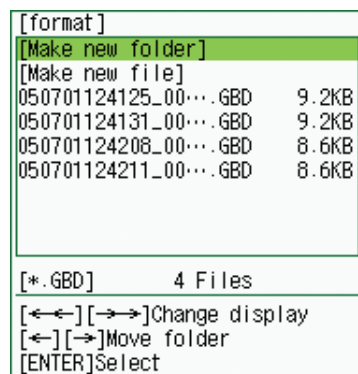 [format]
[Make new folder]
[Make new file]
050701124125_00···.GBD 9.2KB
050701124131_00···.GBD 9.2KB
050701124208_00···.GBD 8.6KB
050701124211_00···.GBD 8.6KB
[*.GBD] 4 Files
[←←][→→]Change display
[←][→]Move folder
[ENTER]Select